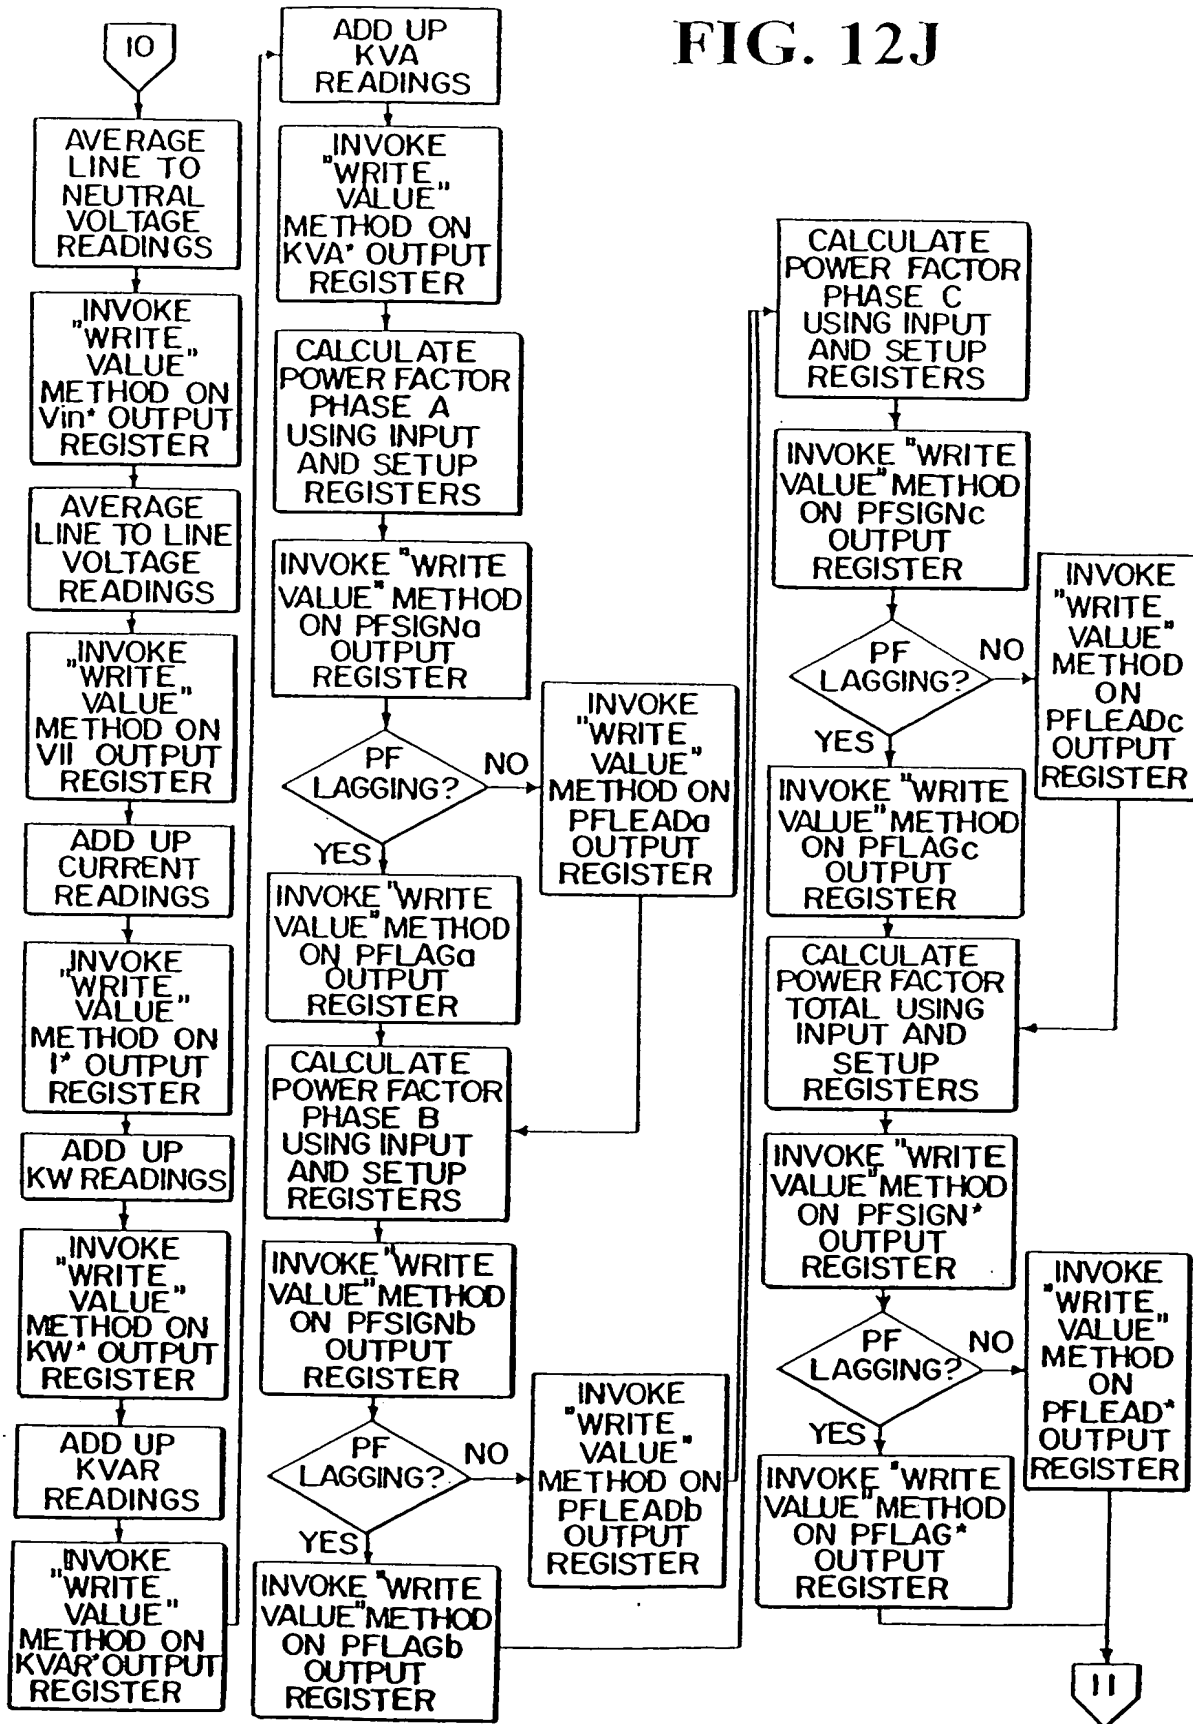 FIG. 12J
10
AVERAGE
LINE TO
NEUTRAL
VOLTAGE
READINGS
INVOKE
"WRITE
VALUE"
METHOD ON
Vin* OUTPUT
REGISTER
AVERAGE
LINE TO LINE
VOLTAGE
READINGS
INVOKE
"WRITE
VALUE"
METHOD ON
VII OUTPUT
REGISTER
ADD UP
CURRENT
READINGS
INVOKE
"WRITE
VALUE"
METHOD ON
I* OUTPUT
REGISTER
ADD UP
KW READINGS
INVOKE
"WRITE
VALUE"
METHOD ON
KW* OUTPUT
REGISTER
ADD UP
KVAR
READINGS
INVOKE
"WRITE
VALUE"
METHOD ON
KVAR* OUTPUT
REGISTER
ADD UP
KVA
READINGS
INVOKE
"WRITE
VALUE"
METHOD ON
KVA* OUTPUT
REGISTER
CALCULATE
POWER FACTOR
PHASE A
USING INPUT
AND SETUP
REGISTERS
INVOKE "WRITE
VALUE" METHOD
ON PFSIGNa
OUTPUT
REGISTER
PF
LAGGING?
NO
YES
INVOKE
"WRITE
VALUE"
METHOD ON
PFLEADa
OUTPUT
REGISTER
INVOKE "WRITE
VALUE" METHOD
ON PFLAGa
OUTPUT
REGISTER
CALCULATE
POWER FACTOR
PHASE B
USING INPUT
AND SETUP
REGISTERS
INVOKE "WRITE
VALUE" METHOD
ON PFSIGNb
OUTPUT
REGISTER
PF
LAGGING?
NO
YES
INVOKE
"WRITE
VALUE"
METHOD ON
PFLEADb
OUTPUT
REGISTER
INVOKE "WRITE
VALUE" METHOD
ON PFLAGb
OUTPUT
REGISTER
CALCULATE
POWER FACTOR
PHASE C
USING INPUT
AND SETUP
REGISTERS
INVOKE "WRITE
VALUE" METHOD
ON PFSIGNc
OUTPUT
REGISTER
PF
LAGGING?
NO
YES
INVOKE
"WRITE
VALUE"
METHOD
ON
PFLEADc
OUTPUT
REGISTER
INVOKE "WRITE
VALUE" METHOD
ON PFLAGc
OUTPUT
REGISTER
CALCULATE
POWER FACTOR
TOTAL USING
INPUT AND
SETUP
REGISTERS
INVOKE "WRITE
VALUE" METHOD
ON PFSIGN*
OUTPUT
REGISTER
PF
LAGGING?
NO
YES
INVOKE
"WRITE
VALUE"
METHOD
ON
PFLEAD*
OUTPUT
REGISTER
INVOKE "WRITE
VALUE" METHOD
ON PFLAG*
OUTPUT
REGISTER
11